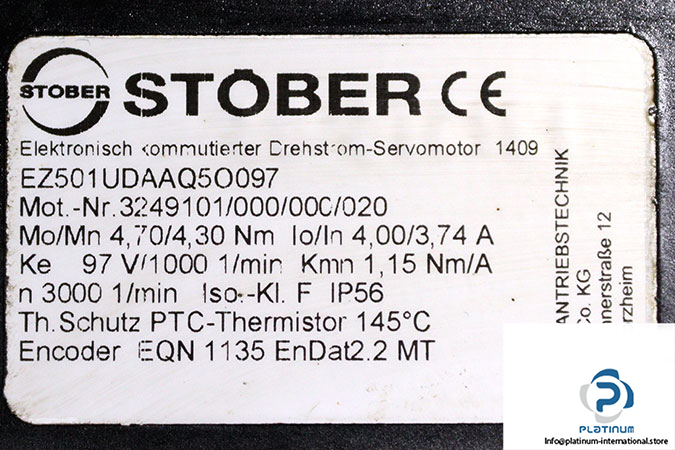 STOBER
STÖBER CE
Elektronisch kommutierter Drehstrom-Servomotor 1409
EZ501UDAAQ5O097
Mot.-Nr.3249101/000/000/020
Mo/Mn 4,70/4,30 Nm Io/In 4,00/3,74 A
Ke 97 V/1000 1/min Kmn 1,15 Nm/A
n 3000 1/min Iso.-Kl. F IP56
Th.Schutz PTC-Thermistor 145°C
Encoder EQN 1135 EnDat2.2 MT
ANTRIEBSTECHNIK
Co. KG
12
PLATINUM
Info@platinum-international.store